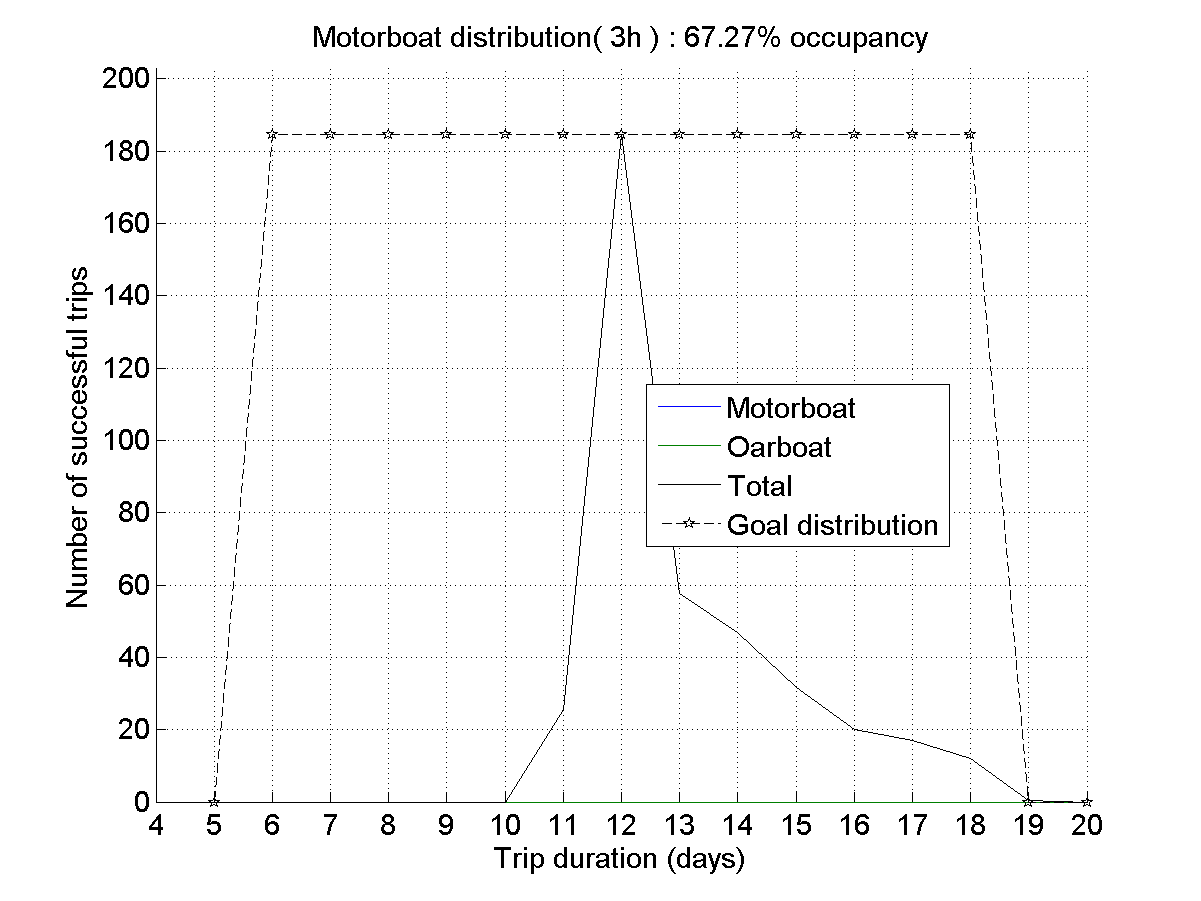 Motorboat distribution( 3h ) : 67.27% occupancy
200
180
160
140
120
100
80
60
40
20
0
Number of successful trips
Motorboat
Oarboat
Total
Goal distribution
4 5 6 7 8 9 10 11 12 13 14 15 16 17 18 19 20
Trip duration (days)